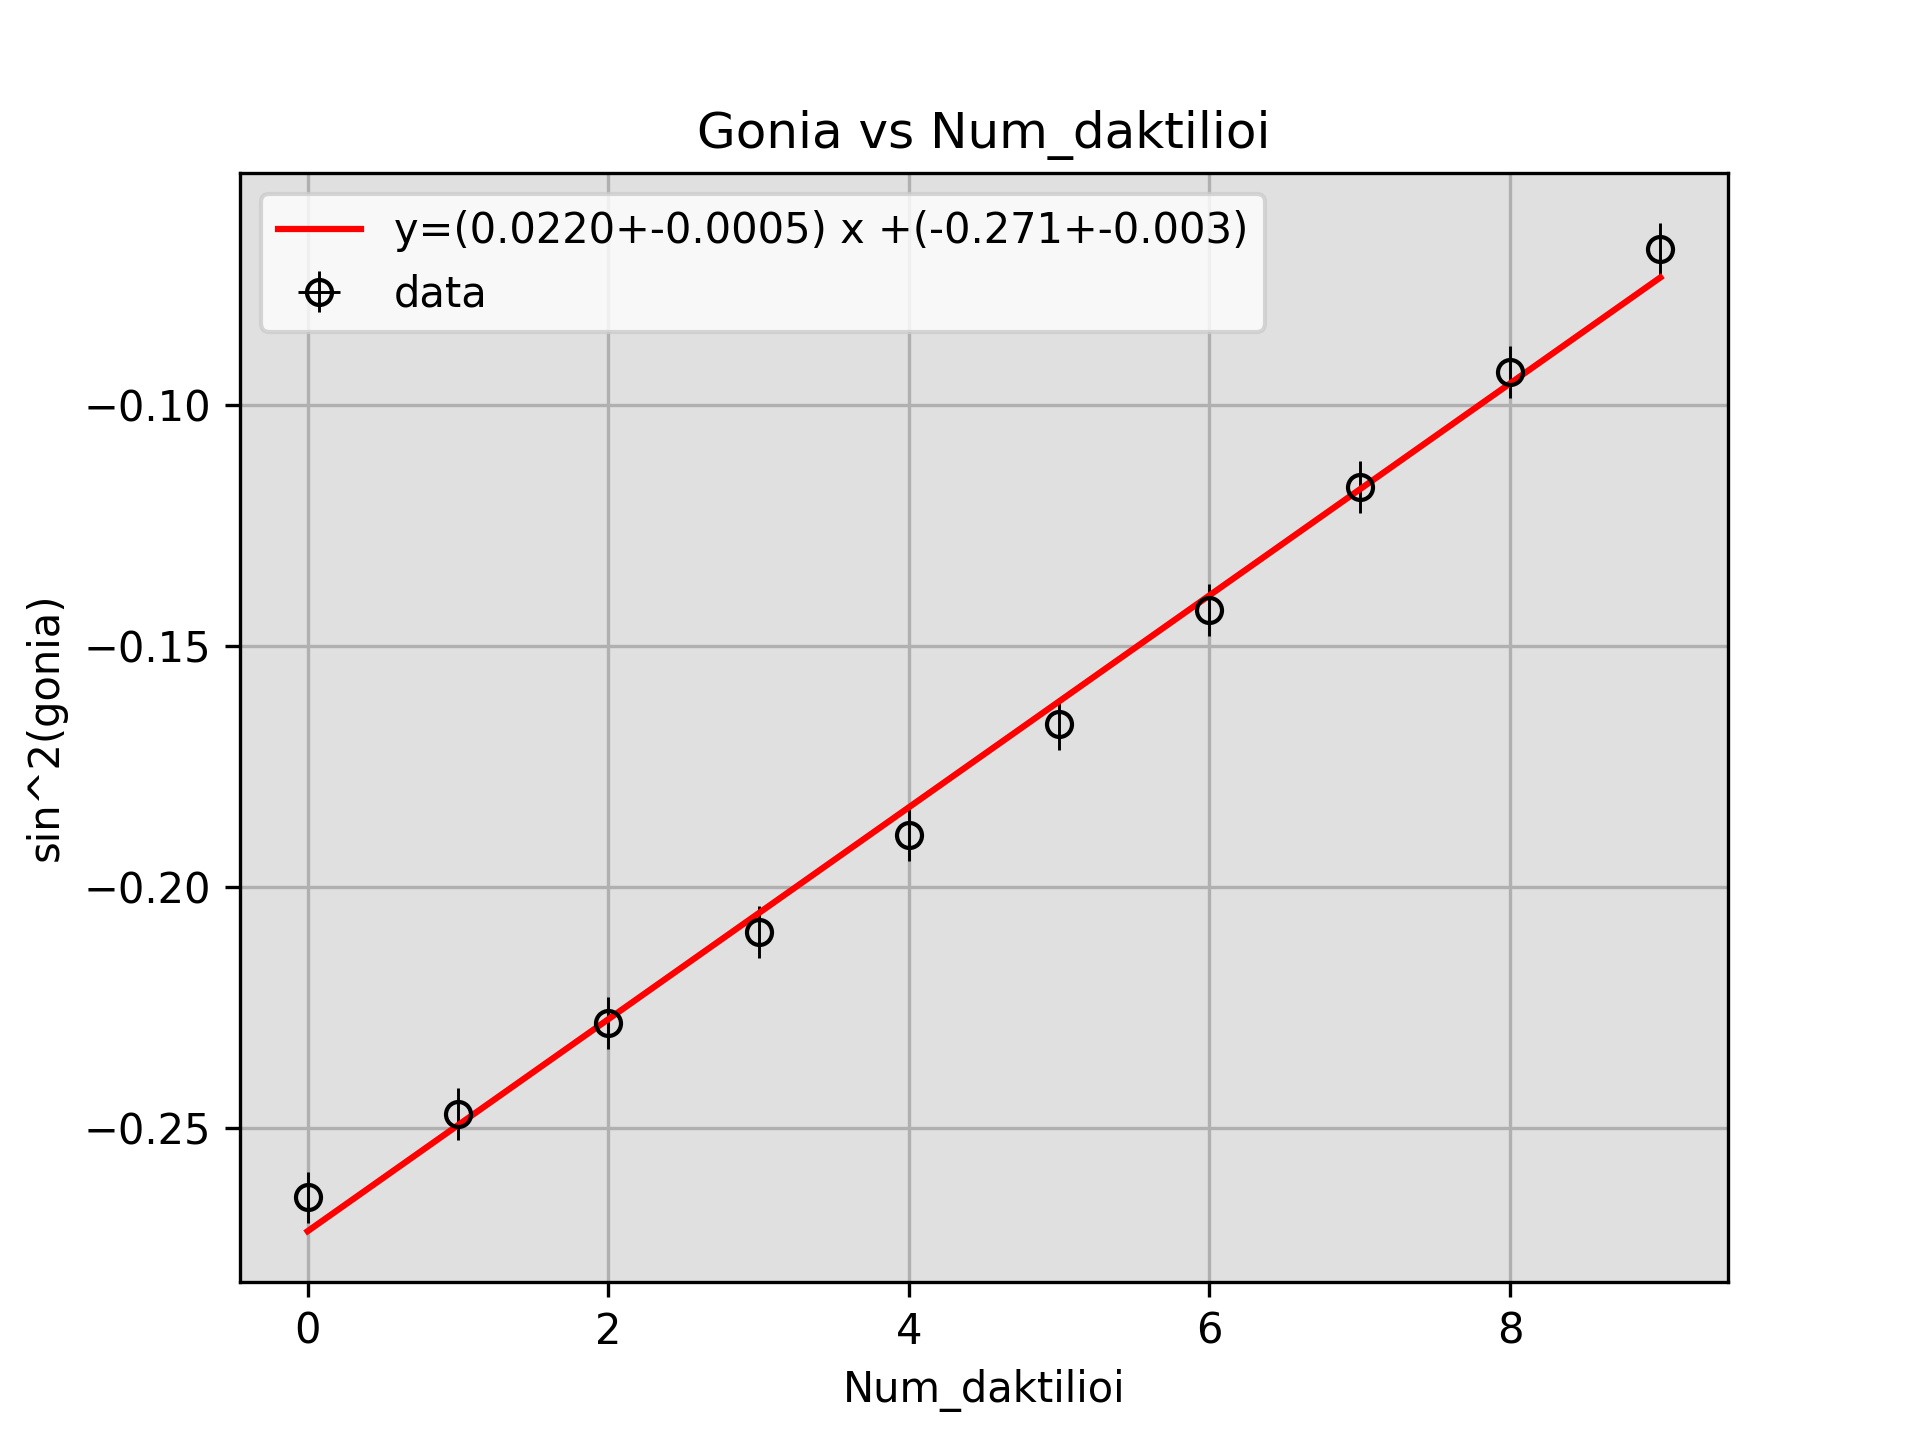 Gonia vs Num_daktilioi
y=(0.0220+-0.0005) x +(-0.271+-0.003)
data
−0.10
−0.15
−0.20
−0.25
sin^2(gonia)
0 2 4 6 8
Num_daktilioi